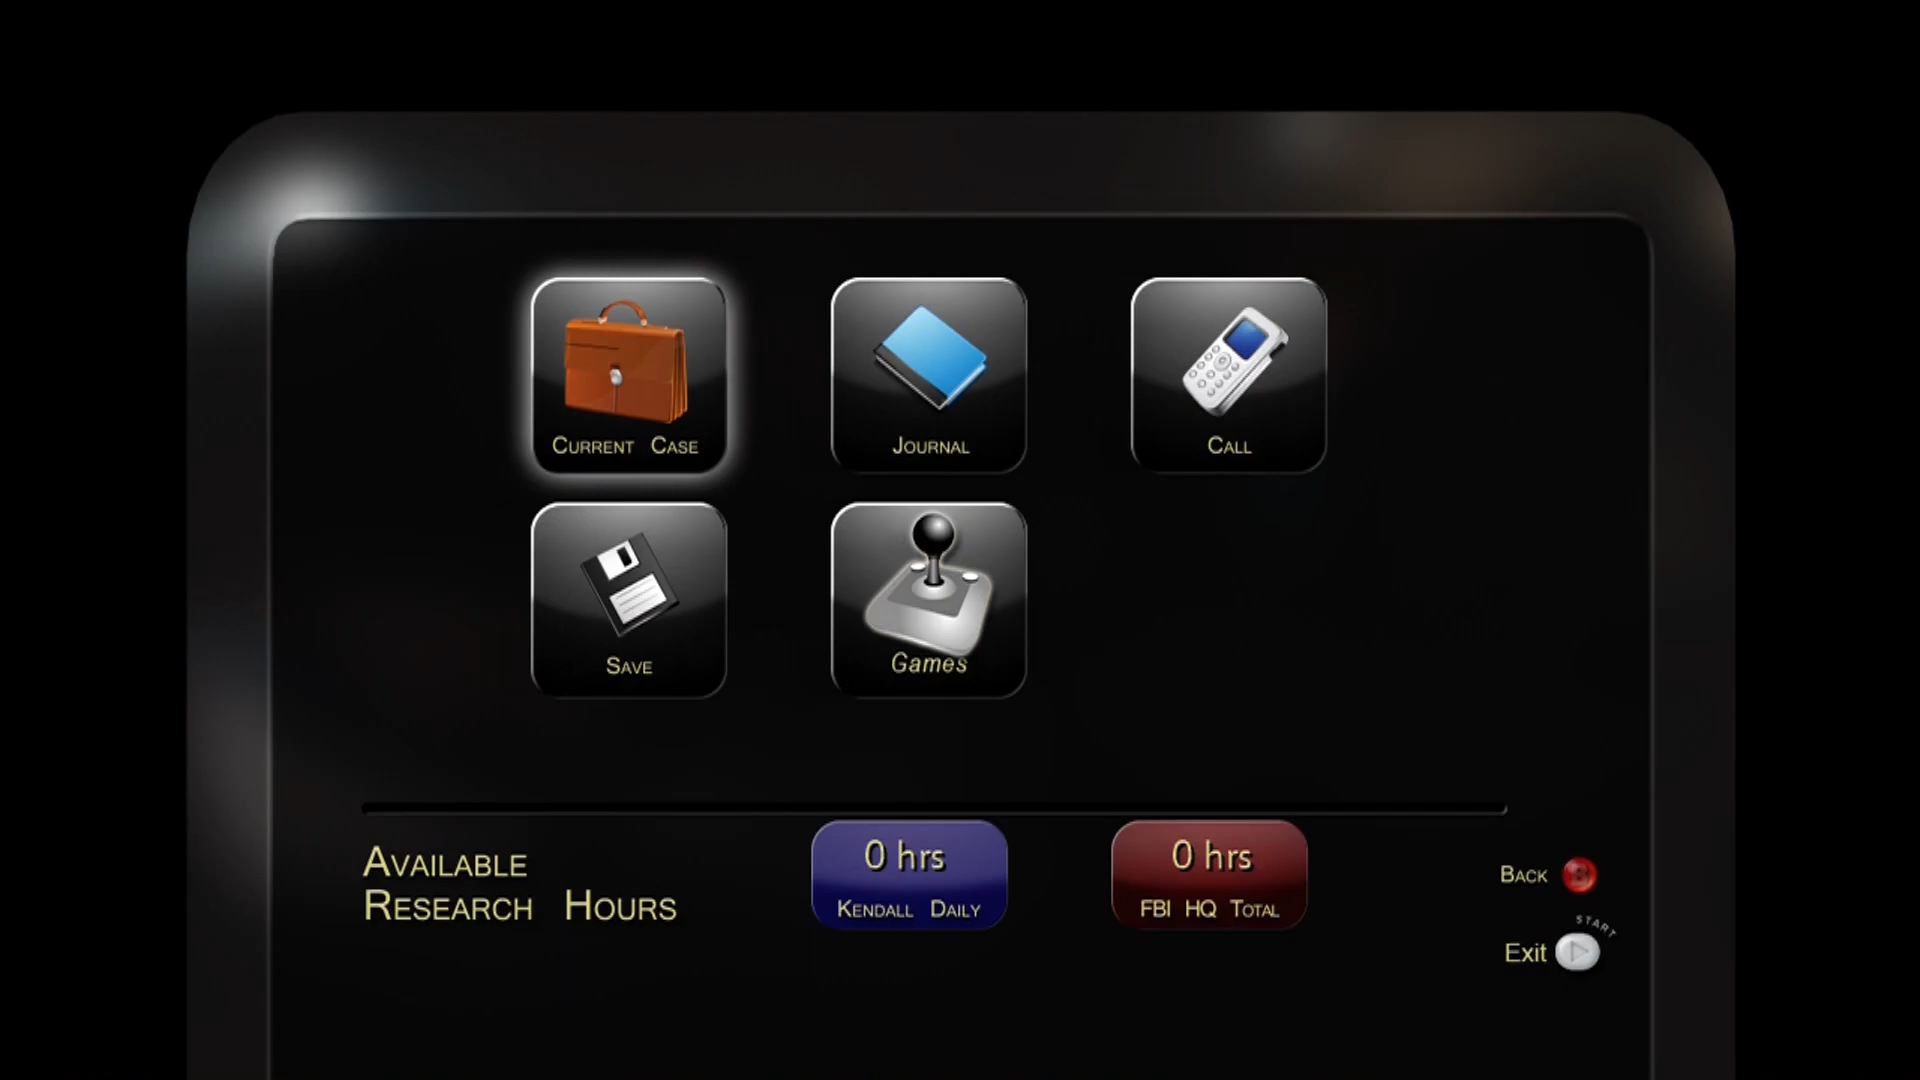 Current Case
Journal
Call
Save
Games
Available
Research Hours
0 hrs
Kendall Daily
0 hrs
FBI HQ Total
Back B
START
Exit